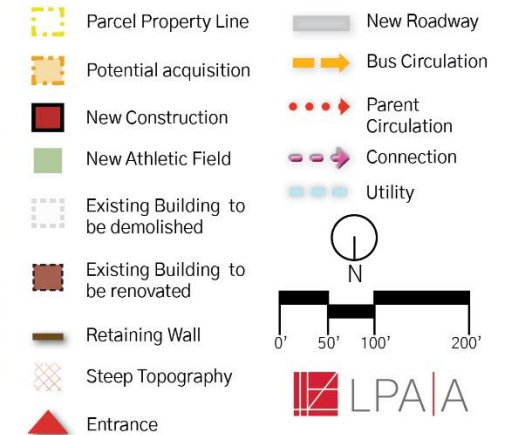 Parcel Property Line
Potential acquisition
New Construction
New Athletic Field
Existing Building to
be demolished
Existing Building to
be renovated
Retaining Wall
Steep Topography
Entrance
New Roadway
Bus Circulation
Parent
Circulation
Connection
Utility
N
0' 50' 100' 200'
LPA|A